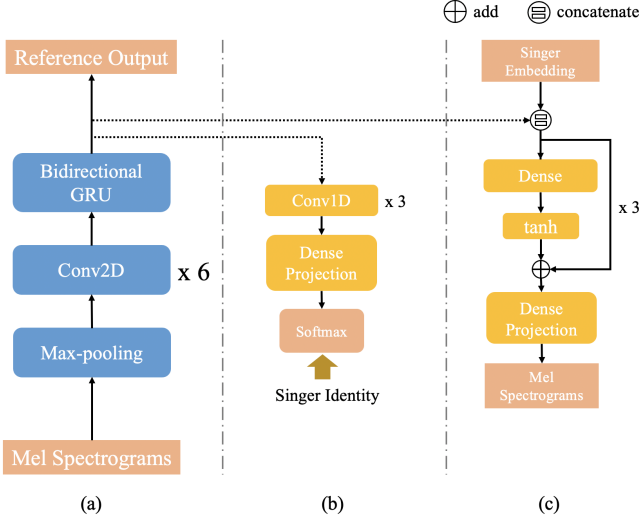 add
concatenate
Reference Output
Bidirectional
GRU
Conv2D
x 6
Max-pooling
Mel Spectrograms
(a)
Conv1D
x 3
Dense
Projection
Softmax
Singer Identity
(b)
Singer
Embedding
Dense
tanh
x 3
Dense
Projection
Mel
Spectrograms
(c)